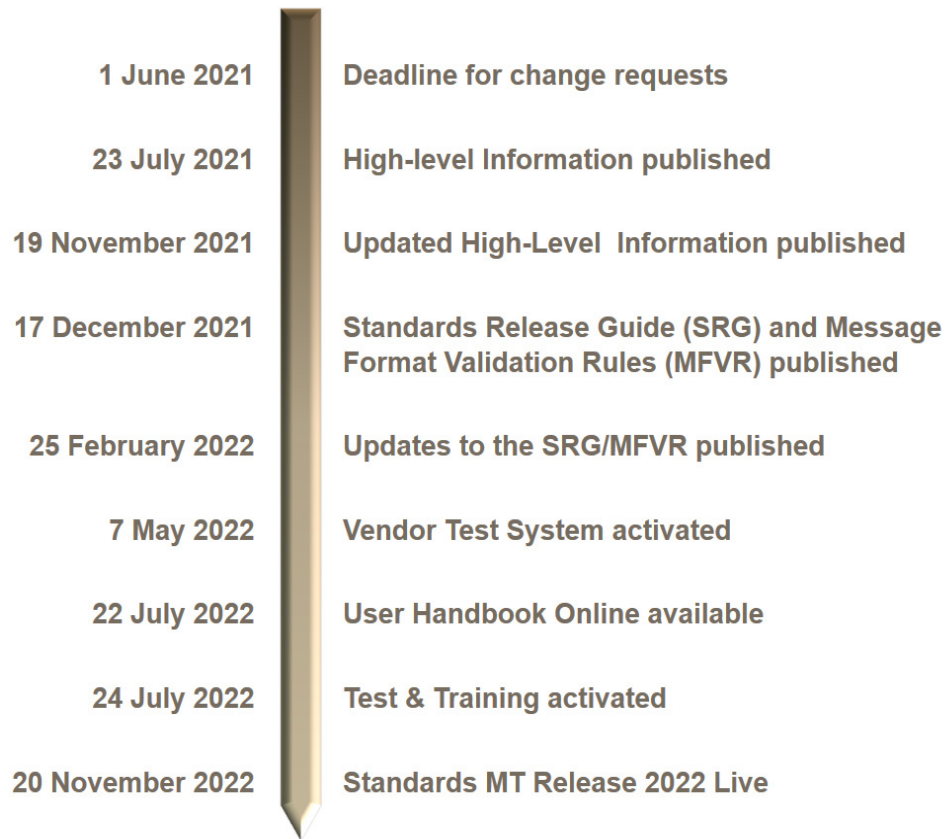 1 June 2021 Deadline for change requests
23 July 2021 High-level Information published
19 November 2021 Updated High-Level  Information published
17 December 2021 Standards Release Guide (SRG) and Message
Format Validation Rules (MFVR) published
25 February 2022 Updates to the SRG/MFVR published
7 May 2022 Vendor Test System activated
22 July 2022 User Handbook Online available
24 July 2022 Test & Training activated
20 November 2022 Standards MT Release 2022 Live